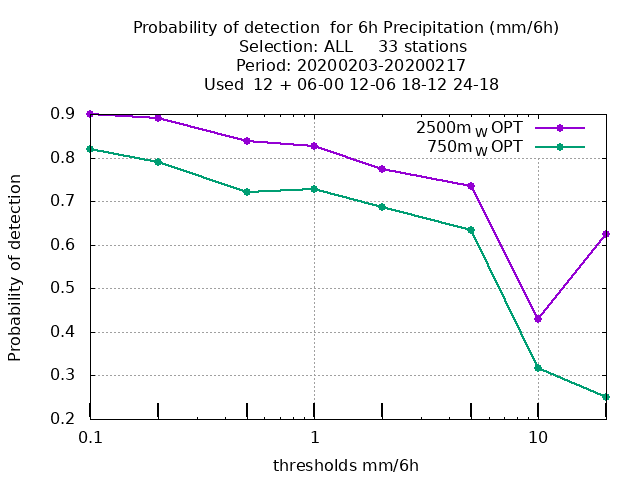 Probability of detection  for 6h Precipitation (mm/6h)
Selection: ALL     33 stations
Period: 20200203-20200217
Used  12 + 06-00 12-06 18-12 24-18
2500m W OPT
750m W OPT
Probability of detection
0.9
0.8
0.7
0.6
0.5
0.4
0.3
0.2
0.1
1
10
thresholds mm/6h